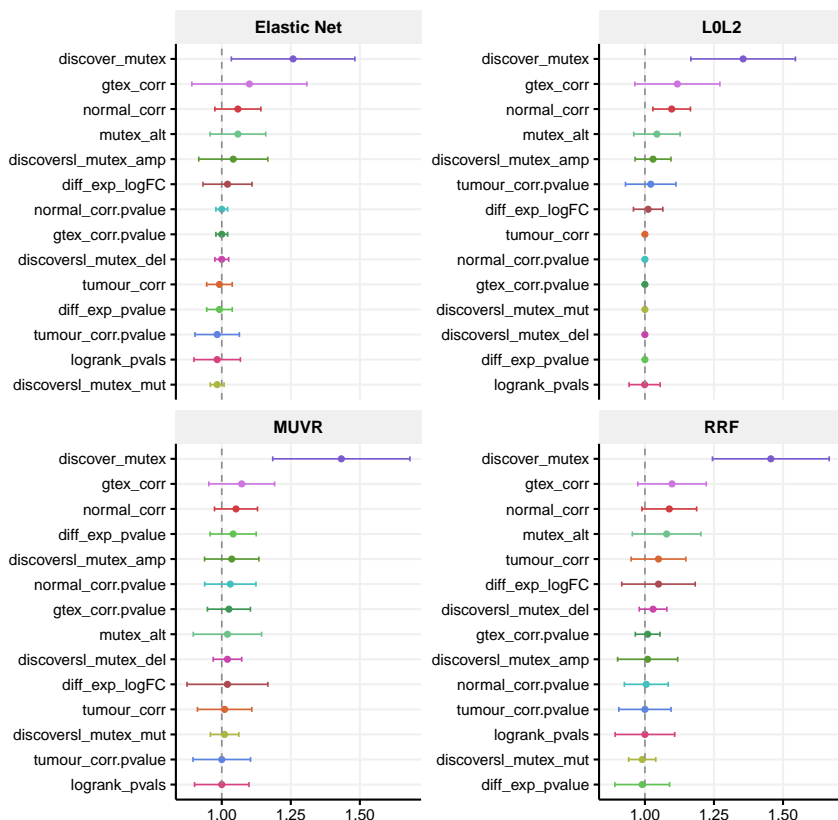 Elastic Net
discover_mutex
gtex_corr
normal_corr
mutex_alt
discoversl_mutex_amp
diff_exp_logFC
normal_corr.pvalue
gtex_corr.pvalue
discoversl_mutex_del
tumour_corr
diff_exp_pvalue
tumour_corr.pvalue
logrank_pvals
discoversl_mutex_mut
L0L2
discover_mutex
gtex_corr
normal_corr
mutex_alt
discoversl_mutex_amp
tumour_corr.pvalue
diff_exp_logFC
tumour_corr
normal_corr.pvalue
gtex_corr.pvalue
discoversl_mutex_mut
discoversl_mutex_del
diff_exp_pvalue
logrank_pvals
MUVR
discover_mutex
gtex_corr
normal_corr
diff_exp_pvalue
discoversl_mutex_amp
normal_corr.pvalue
gtex_corr.pvalue
mutex_alt
discoversl_mutex_del
diff_exp_logFC
tumour_corr
discoversl_mutex_mut
tumour_corr.pvalue
logrank_pvals
1.00 1.25 1.50
RRF
discover_mutex
gtex_corr
normal_corr
mutex_alt
tumour_corr
diff_exp_logFC
discoversl_mutex_del
gtex_corr.pvalue
discoversl_mutex_amp
normal_corr.pvalue
tumour_corr.pvalue
logrank_pvals
discoversl_mutex_mut
diff_exp_pvalue
1.00 1.25 1.50